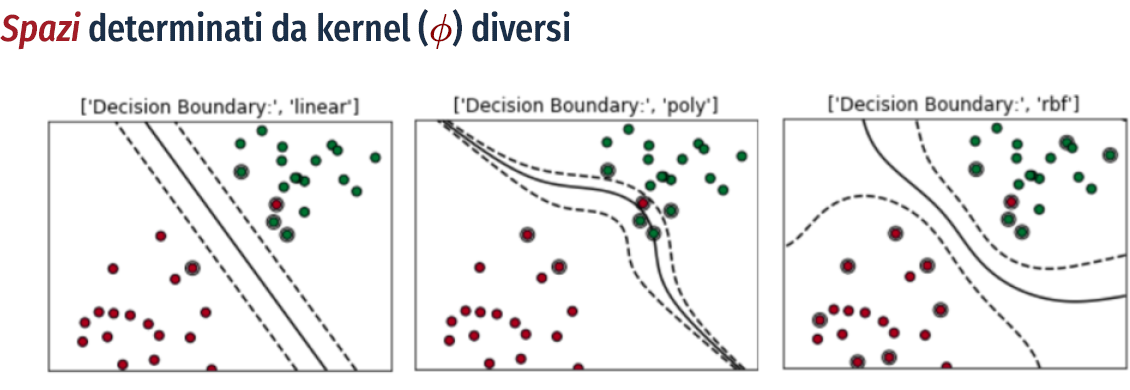 Spazi determinati da kernel (ϕ) diversi
['Decision Boundary:', 'linear']
['Decision Boundary:', 'poly']
['Decision Boundary:', 'rbf']